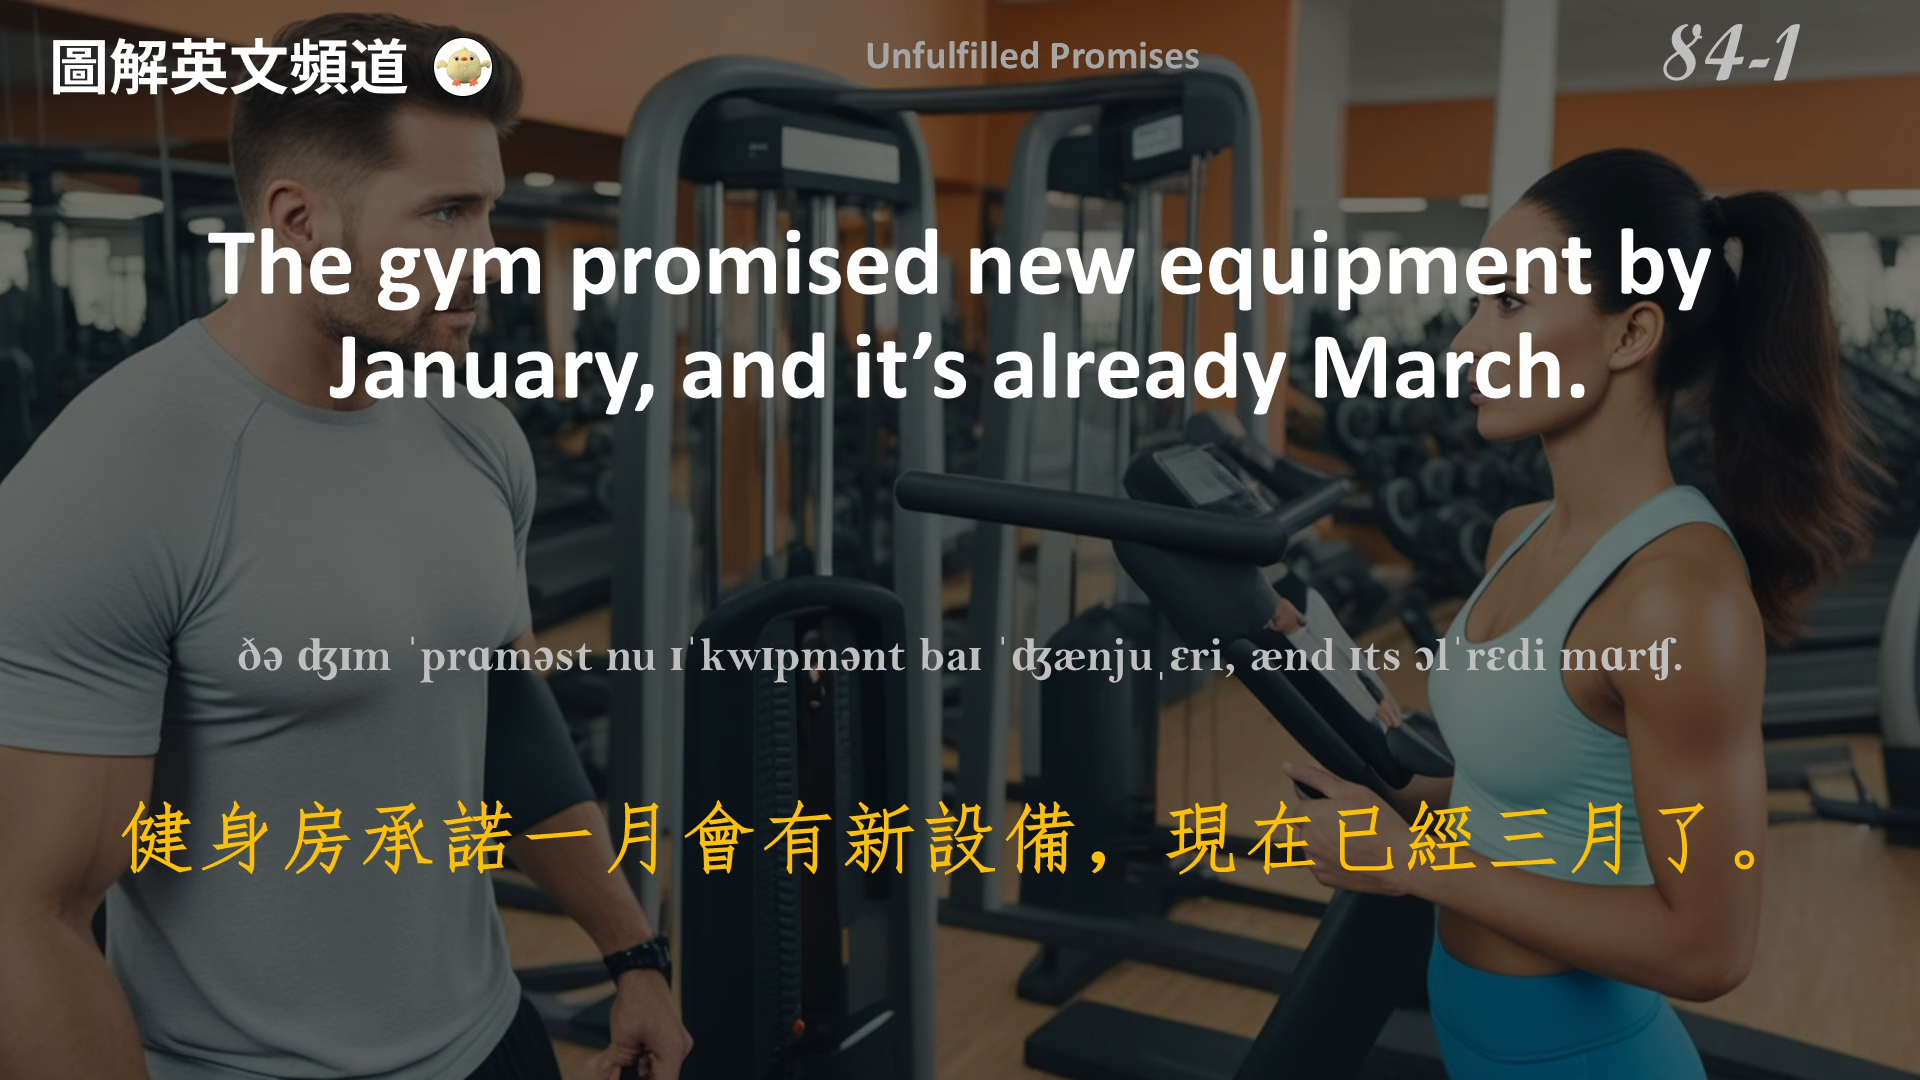 圖解英文頻道
Unfulfilled Promises
84-1
The gym promised new equipment by
January, and it’s already March.
ðə ʤɪm ˈprɑməst nu ɪˈkwɪpmənt baɪ ˈʤænjuˌɛri, ænd ɪts ɔlˈrɛdi mɑrʧ.
健身房承諾一月會有新設備，現在已經三月了。